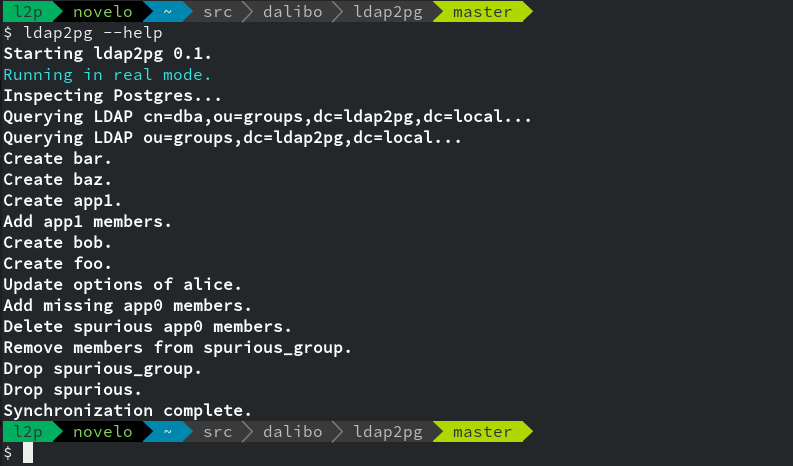 l2p novelo ~ src dalibo ldap2pg master
$ ldap2pg --help
Starting ldap2pg 0.1.
Running in real mode.
Inspecting Postgres...
Querying LDAP cn=dba,ou=groups,dc=ldap2pg,dc=local...
Querying LDAP ou=groups,dc=ldap2pg,dc=local...
Create bar.
Create baz.
Create app1.
Add app1 members.
Create bob.
Create foo.
Update options of alice.
Add missing app0 members.
Delete spurious app0 members.
Remove members from spurious_group.
Drop spurious_group.
Drop spurious.
Synchronization complete.
l2p novelo ~ src dalibo ldap2pg master
$